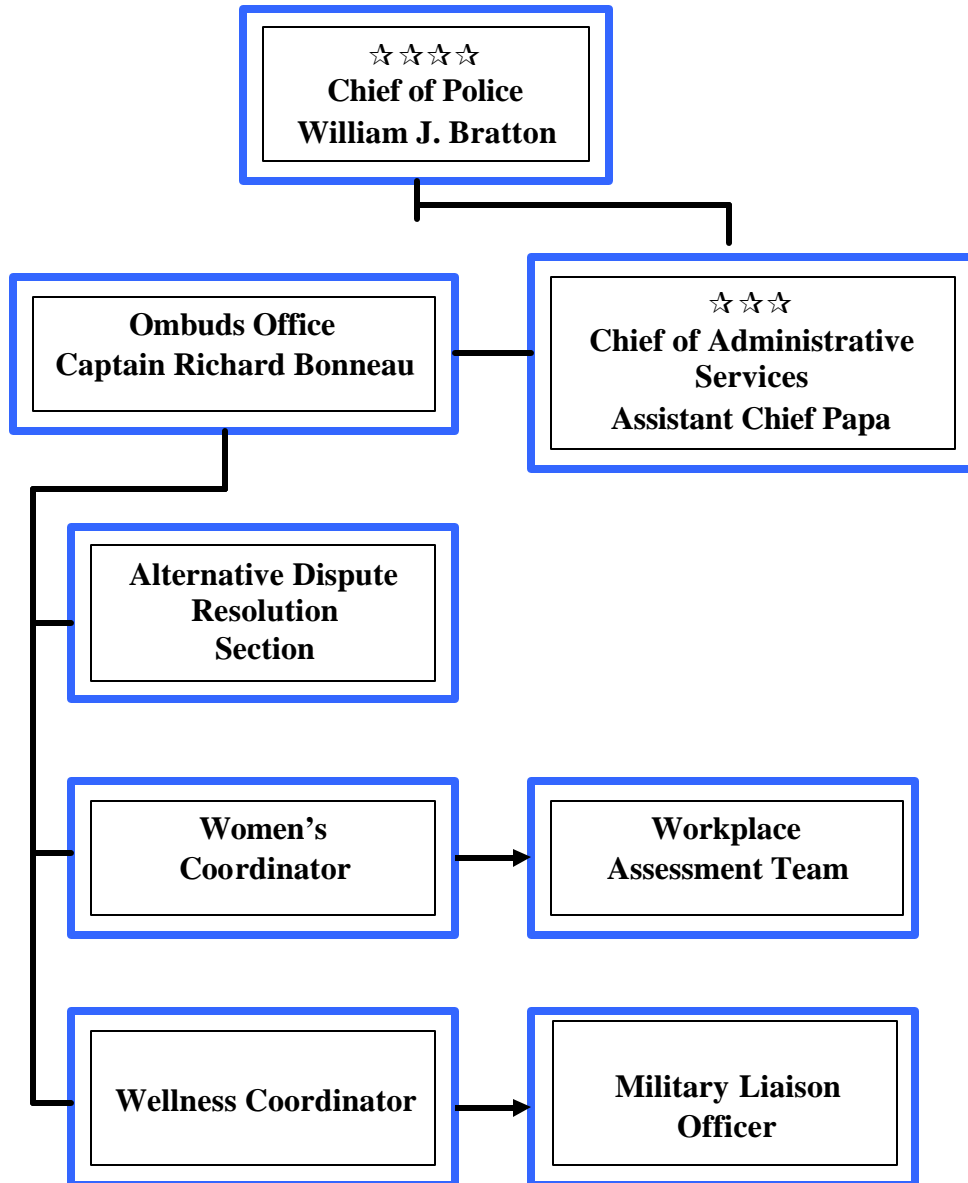 ☆☆☆☆
Chief of Police
William J. Bratton
Ombuds Office
Captain Richard Bonneau
☆☆☆
Chief of Administrative
Services
Assistant Chief Papa
Alternative Dispute
Resolution
Section
Women’s
Coordinator
Workplace
Assessment Team
Wellness Coordinator
Military Liaison
Officer